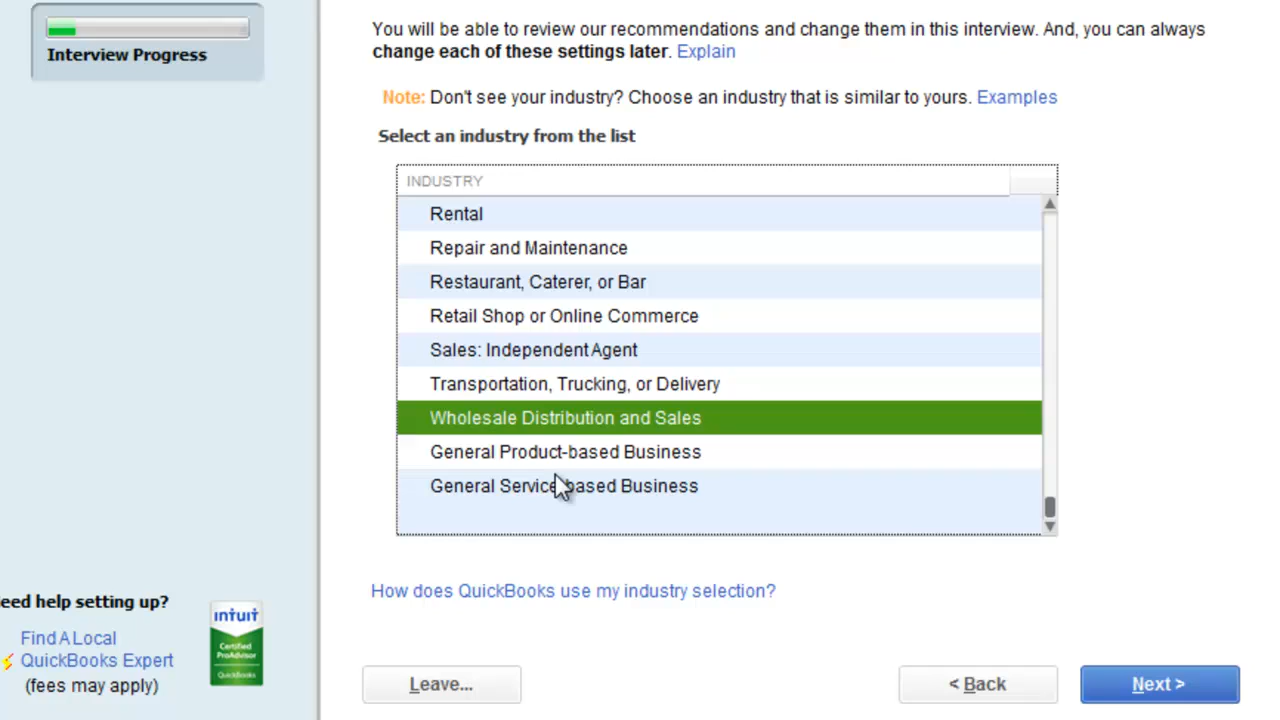 Interview Progress
You will be able to review our recommendations and change them in this interview. And, you can always
change each of these settings later. Explain
Note: Don't see your industry? Choose an industry that is similar to yours. Examples
Select an industry from the list
INDUSTRY
Rental
Repair and Maintenance
Restaurant, Caterer, or Bar
Retail Shop or Online Commerce
Sales: Independent Agent
Transportation, Trucking, or Delivery
Wholesale Distribution and Sales
General Product-based Business
General Service-based Business
How does QuickBooks use my industry selection?
eed help setting up?
Find A Local
QuickBooks Expert
(fees may apply)
intuit
Certified
ProAdvisor
QuickBooks
Leave...
< Back
Next >